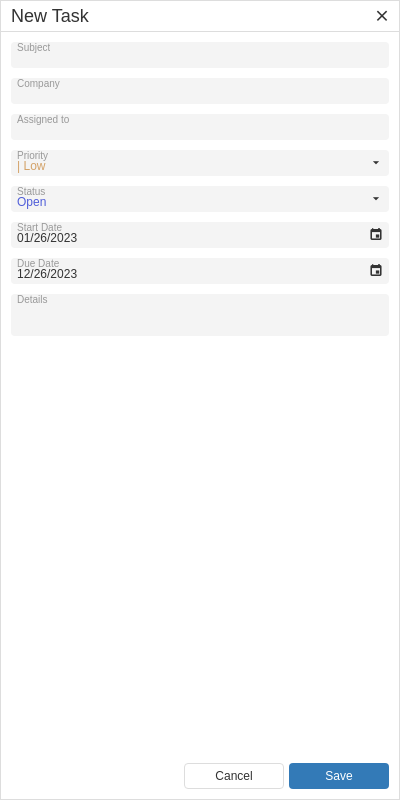 New Task
Subject
Company
Assigned to
Priority
| Low
Status
Open
Start Date
01/26/2023
Due Date
12/26/2023
Details
Cancel
Save